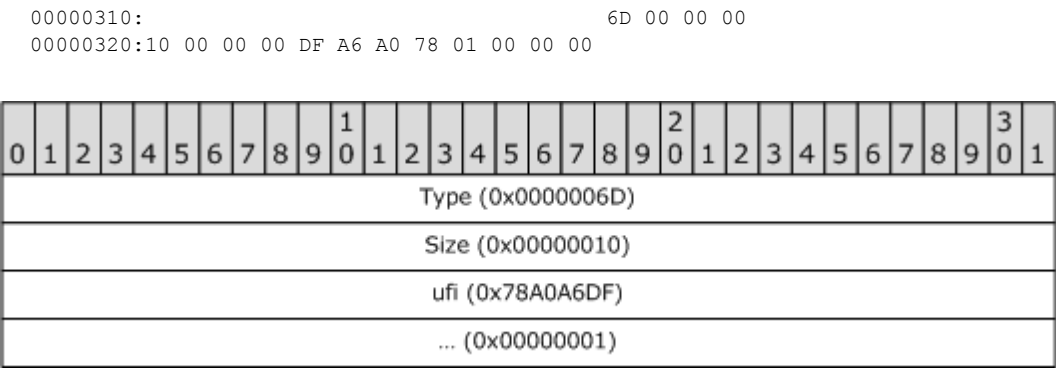 00000310: 6D 00 00 00
00000320:10 00 00 00 DF A6 A0 78 01 00 00 00
1 2 3
0 1 2 3 4 5 6 7 8 9 0 1 2 3 4 5 6 7 8 9 0 1 2 3 4 5 6 7 8 9 0 1
Type (0x0000006D)
Size (0x00000010)
ufi (0x78A0A6DF)
... (0x00000001)